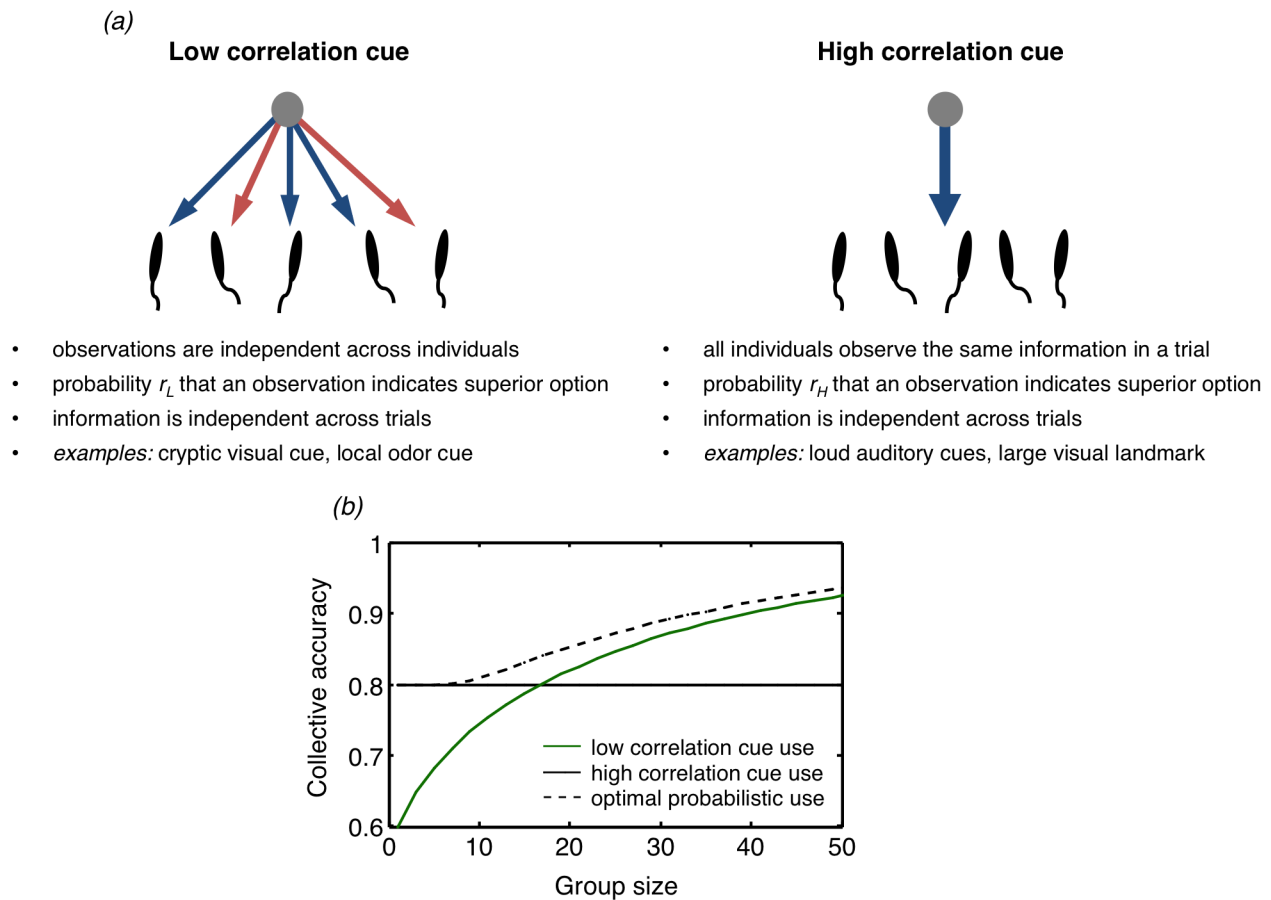 (a)
Low correlation cue
• observations are independent across individuals
• probability r_L that an observation indicates superior option
• information is independent across trials
• examples: cryptic visual cue, local odor cue
High correlation cue
• all individuals observe the same information in a trial
• probability r_H that an observation indicates superior option
• information is independent across trials
• examples: loud auditory cues, large visual landmark
(b)
Collective accuracy
1
0.9
0.8
0.7
0.6
low correlation cue use
high correlation cue use
optimal probabilistic use
0 10 20 30 40 50
Group size